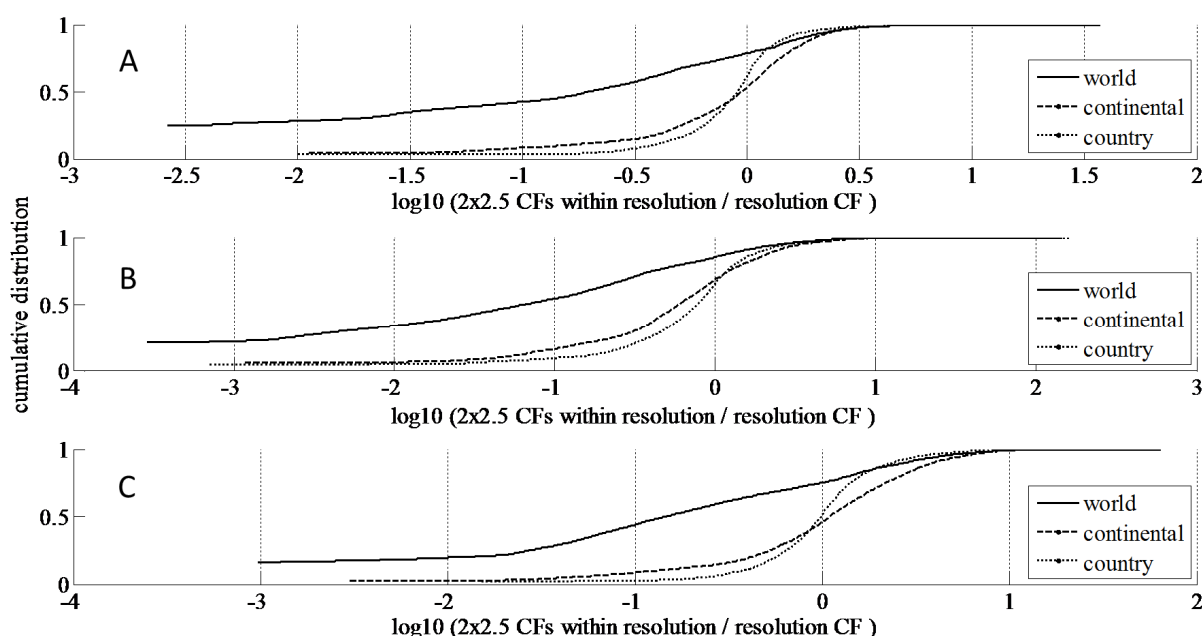 A
1
0.5
0
world
continental
country
-3
-2.5
-2
-1.5
-1
-0.5
0
0.5
1
1.5
2
log10 (2x2.5 CFs within resolution / resolution CF )
cumulative distribution
B
1
0.5
0
world
continental
country
-4
-3
-2
-1
0
1
2
3
log10 (2x2.5 CFs within resolution / resolution CF )
C
1
0.5
0
world
continental
country
-4
-3
-2
-1
0
1
2
log10 (2x2.5 CFs within resolution / resolution CF )